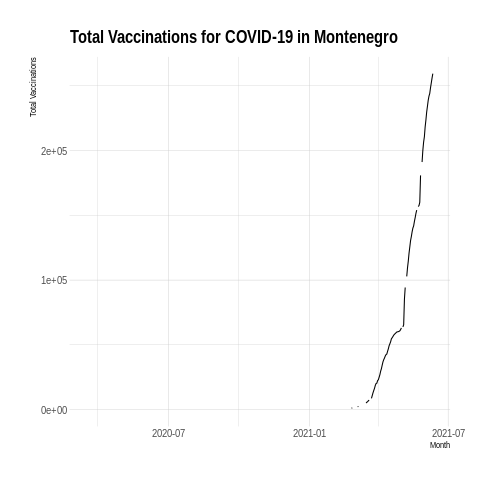 Total Vaccinations for COVID-19 in Montenegro
Total Vaccinations
2e+05
1e+05
0e+00
2020-07
2021-01
2021-07
Month